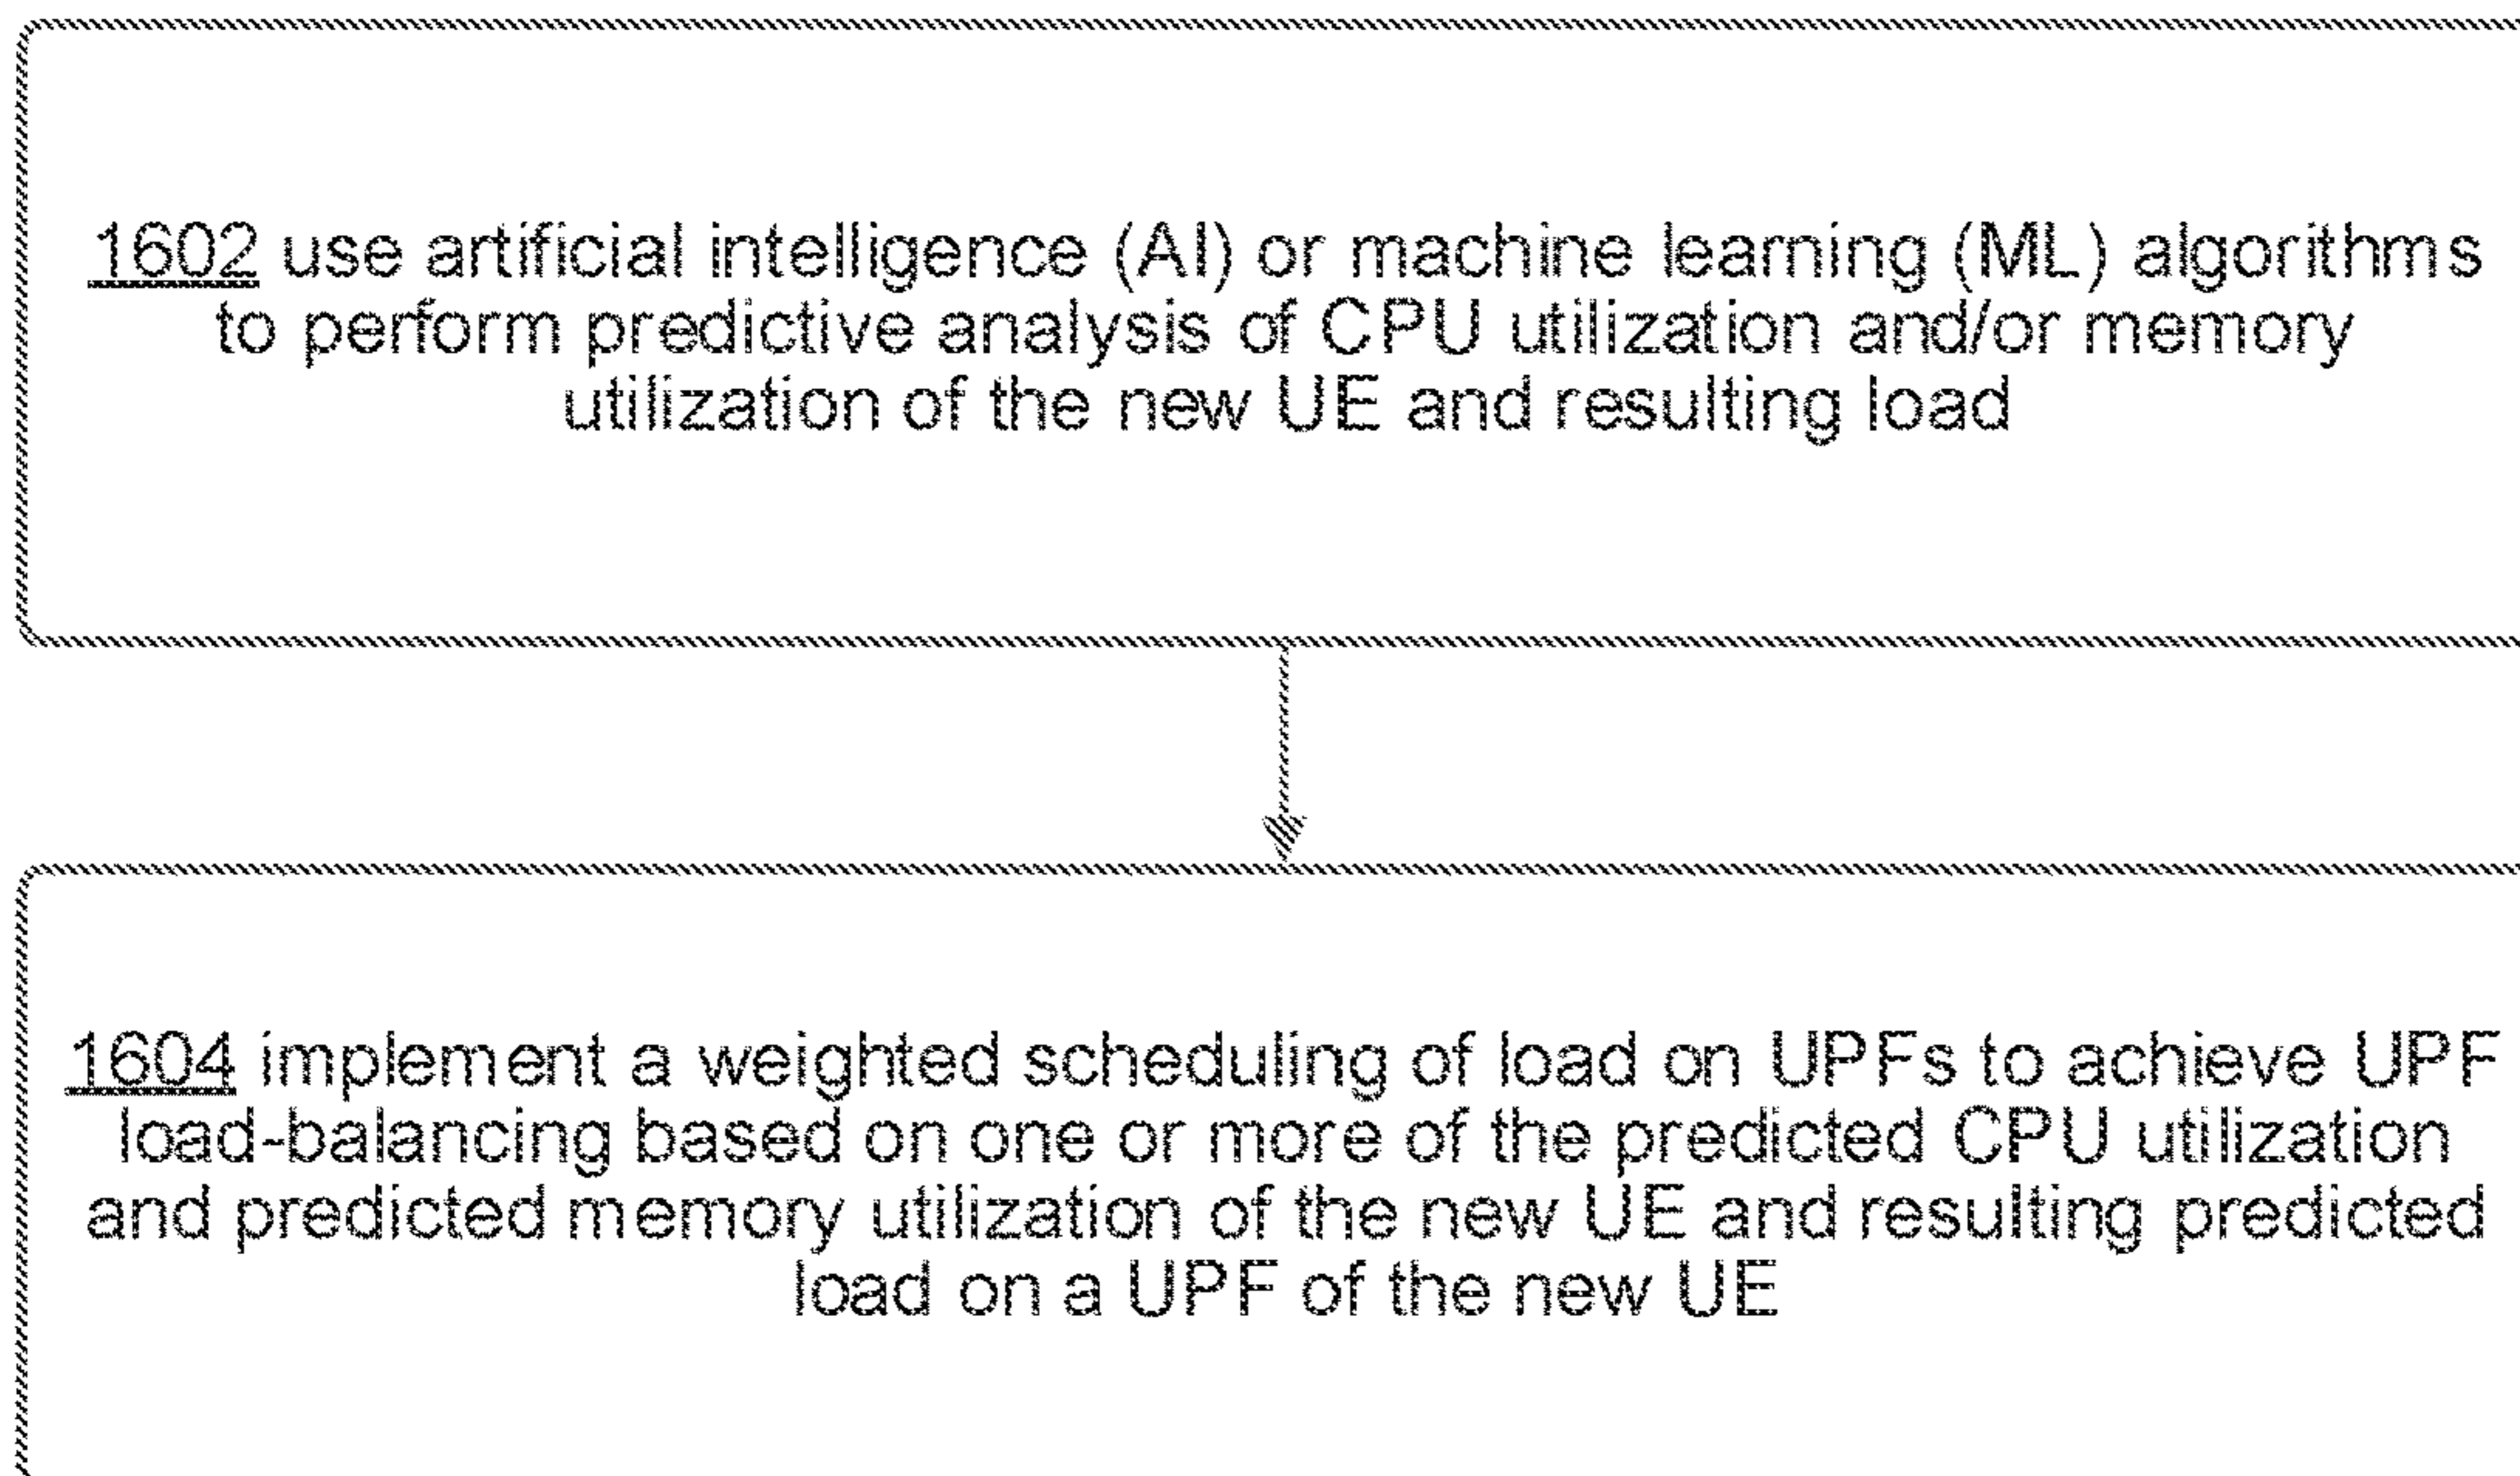 1602 use artificial intelligence (AI) or machine learning (ML) algorithms
to perform predictive analysis of CPU utilization and/or memory
utilization of the new UE and resulting load
1604 implement a weighted scheduling of load on UPFs to achieve UPF
load-balancing based on one or more of the predicted CPU utilization
and predicted memory utilization of the new UE and resulting predicted
load on a UPF of the new UE